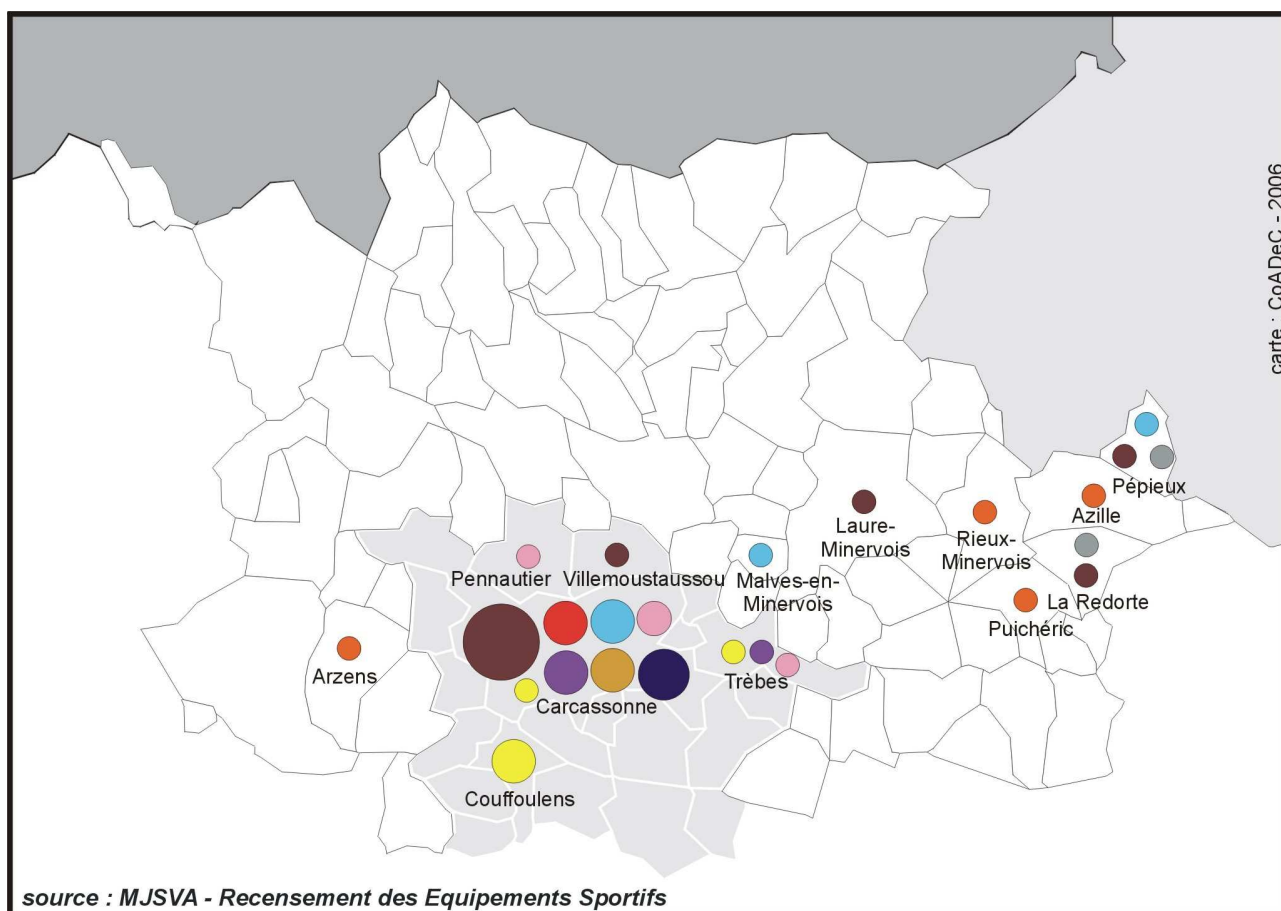 carte : CoADeC - 2006
Pépieux
Azille
Laure-
Minervois
Rieux-
Minervois
Pennautier
Villemoustaussou
Malves-en-
Minervois
La Redorte
Puichéric
Arzens
Trèbes
Carcassonne
Couffoulens
source : MJSVA - Recensement des Equipements Sportifs